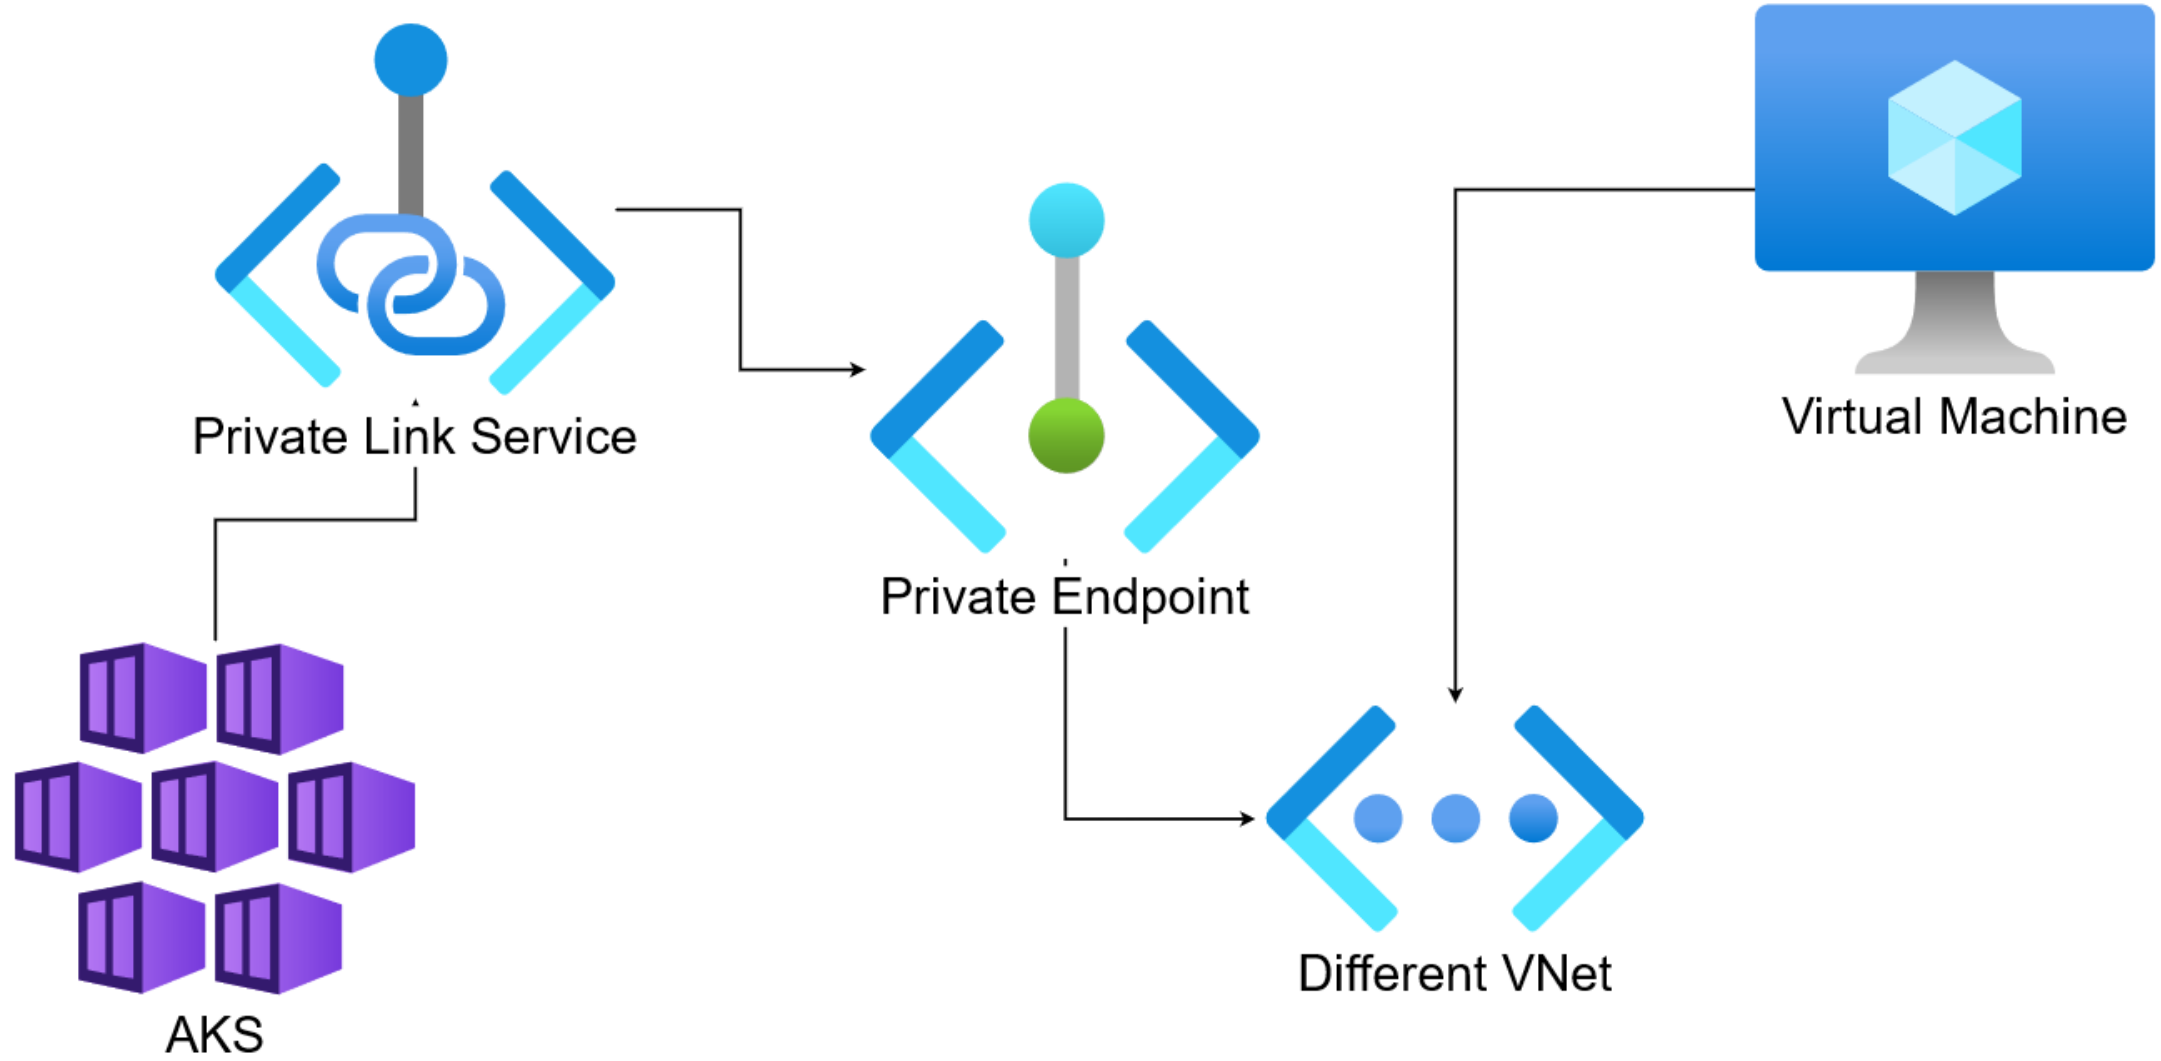 Private Link Service
Virtual Machine
Private Endpoint
Different VNet
AKS